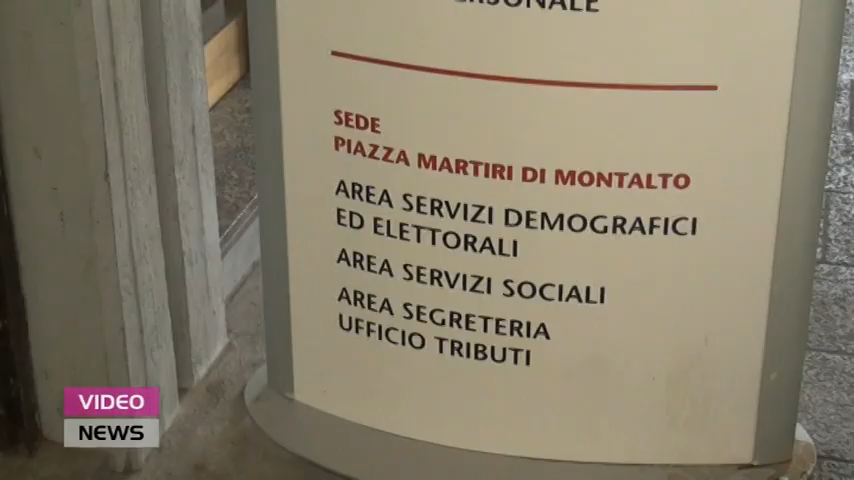 PERSONALE
SEDE
PIAZZA MARTIRI DI MONTALTO
AREA SERVIZI DEMOGRAFICI
ED ELETTORALI
AREA SERVIZI SOCIALI
AREA SEGRETERIA
UFFICIO TRIBUTI
VIDEO
NEWS